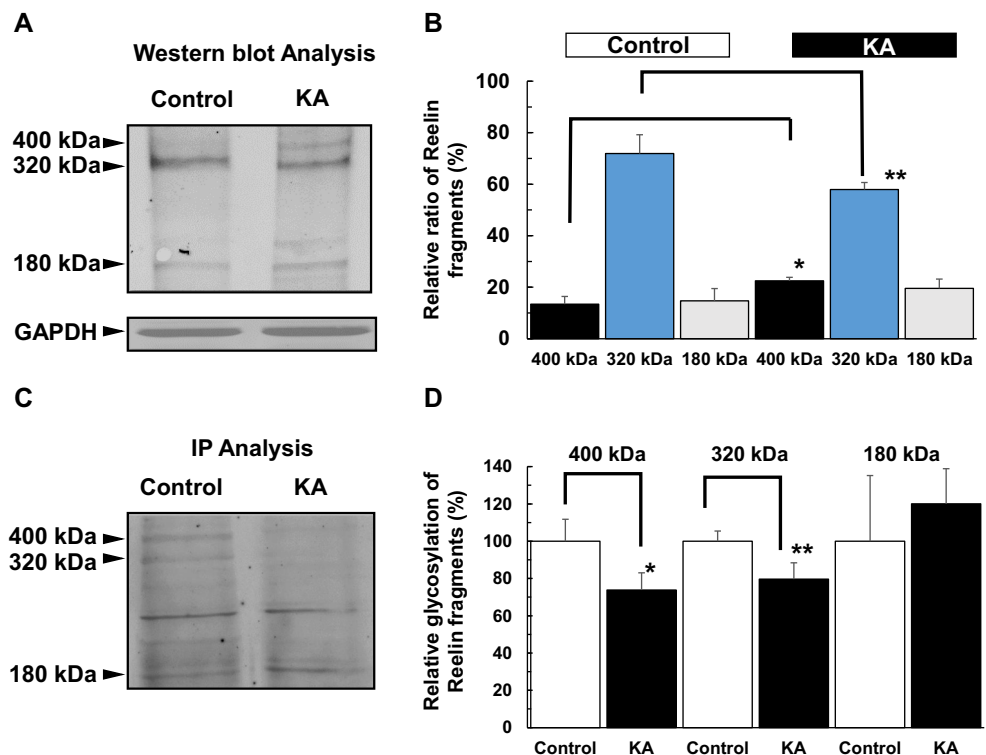 A
Western blot Analysis
Control KA
400 kDa
320 kDa
180 kDa
GAPDH
B
Control KA
Relative ratio of Reelin
fragments (%)
100
80
60
40
20
0
*
**
400 kDa 320 kDa 180 kDa 400 kDa 320 kDa 180 kDa
C
IP Analysis
Control KA
400 kDa
320 kDa
180 kDa
D
400 kDa 320 kDa 180 kDa
Relative glycosylation of
Reelin fragments (%)
140
120
100
80
60
40
20
0
*
**
Control KA Control KA Control KA